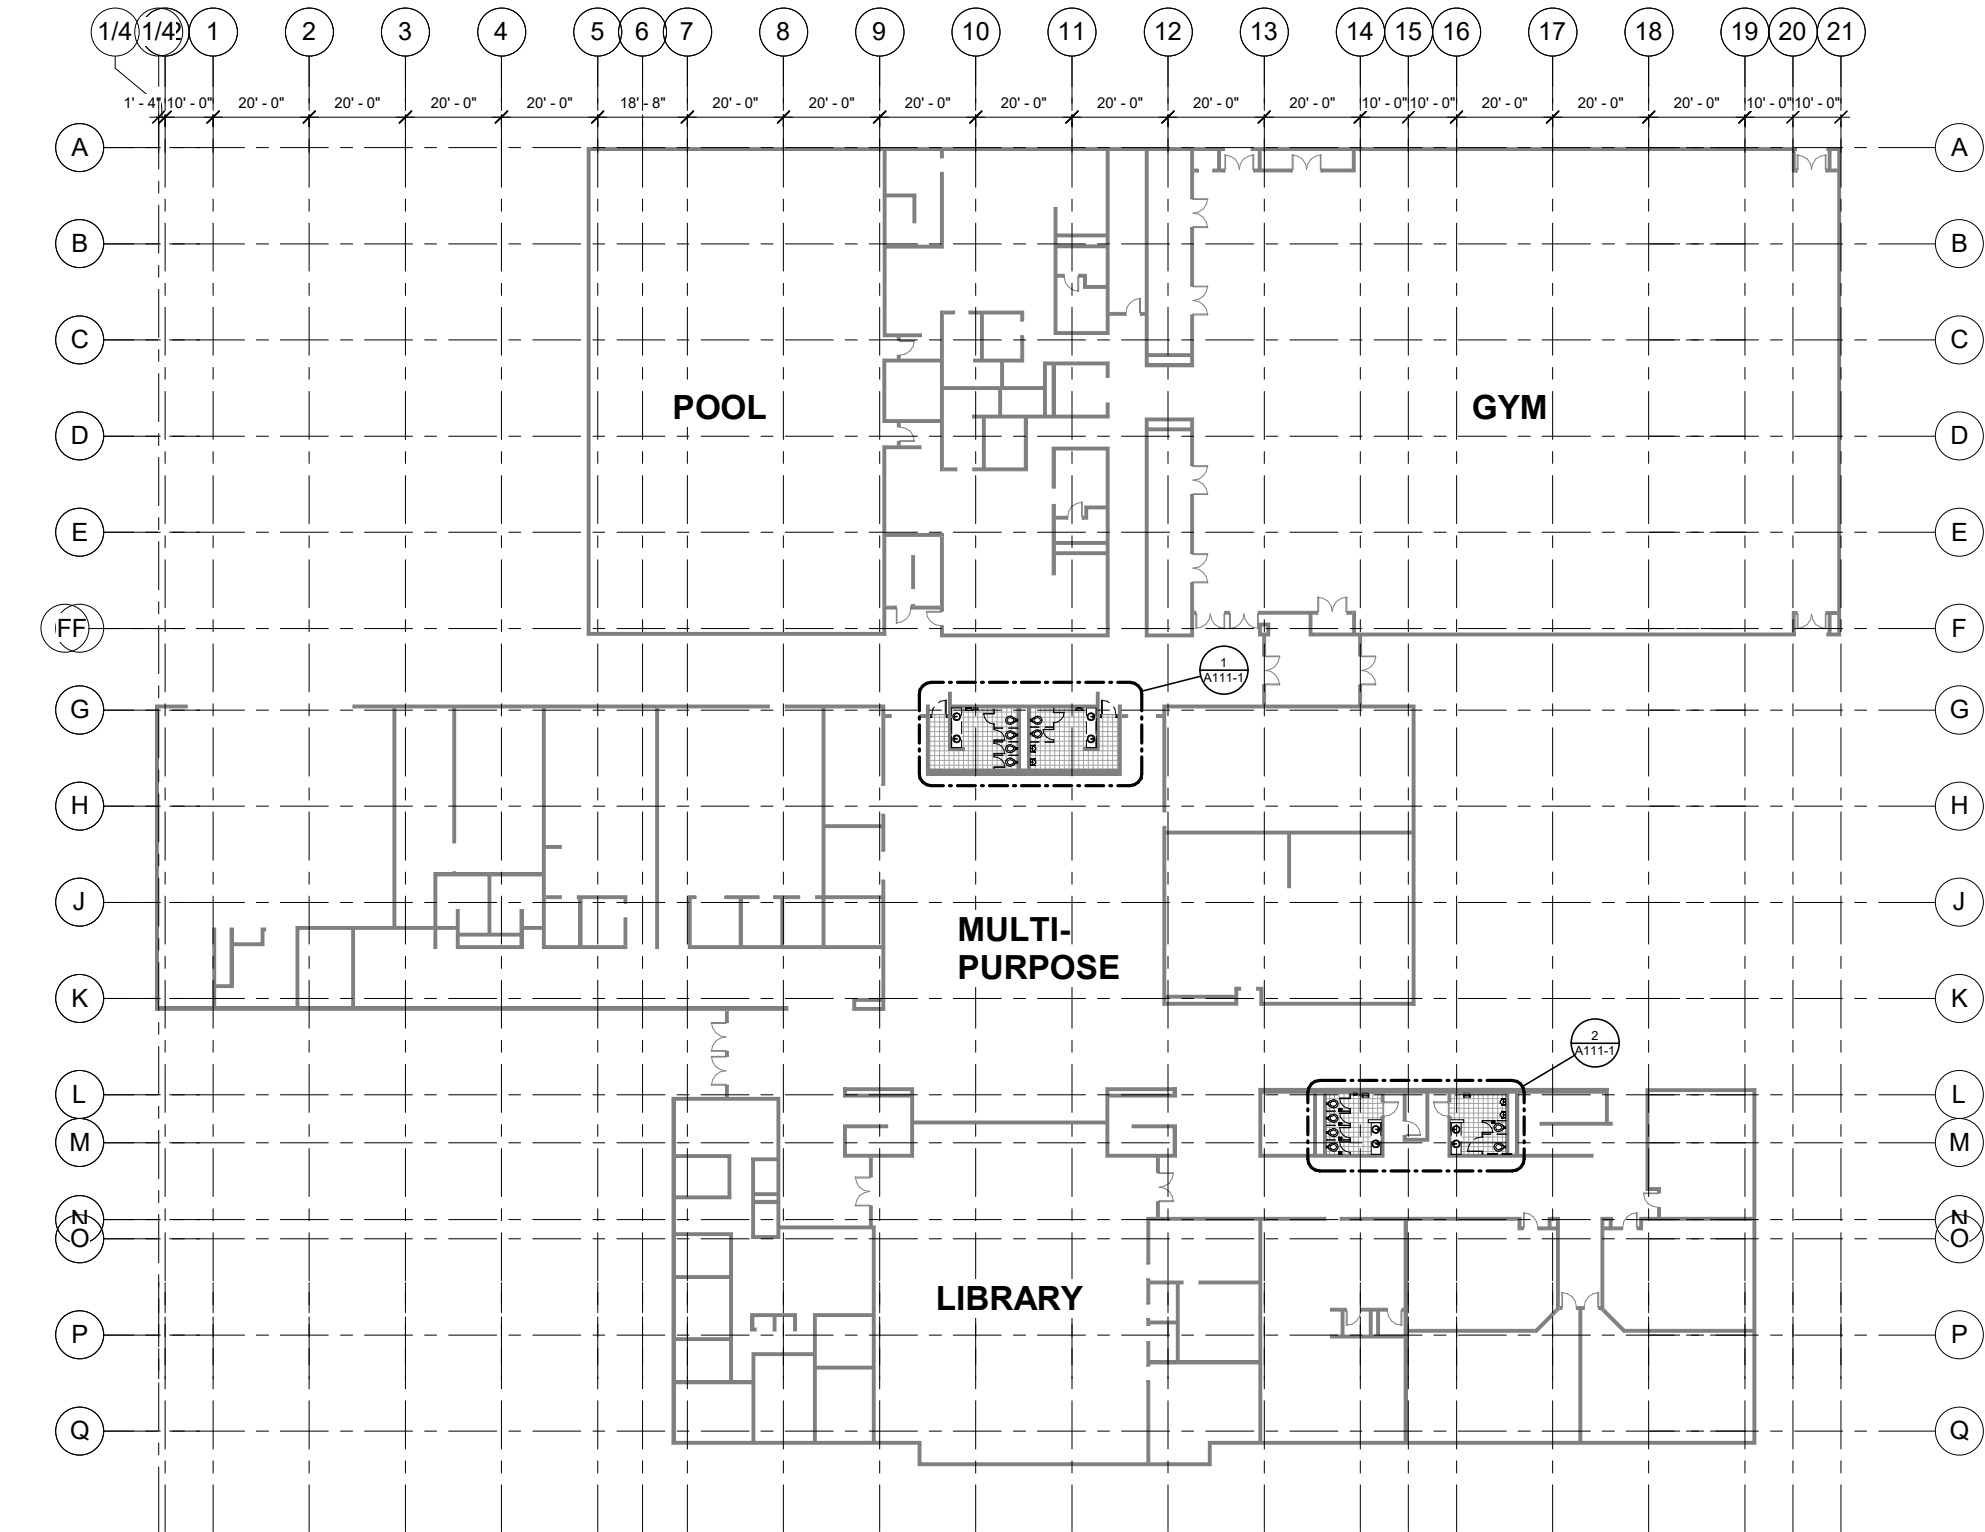 1/4 1/4 1 2 3 4 5 6 7 8 9 10 11 12 13 14 15 16 17 18 19 20 21
1' - 4" 10' - 0" 20' - 0" 20' - 0" 20' - 0" 20' - 0" 18' - 8" 20' - 0" 20' - 0" 20' - 0" 20' - 0" 20' - 0" 20' - 0" 20' - 0" 10' - 0" 10' - 0" 20' - 0" 20' - 0" 20' - 0" 10' - 0" 10' - 0"
A A
B B
C C
POOL GYM
D D
E E
FF F
1
A111-1
G G
H H
J J
MULTI-
PURPOSE
K K
2
A111-1
L L
M M
N N
O O
LIBRARY
P P
Q Q